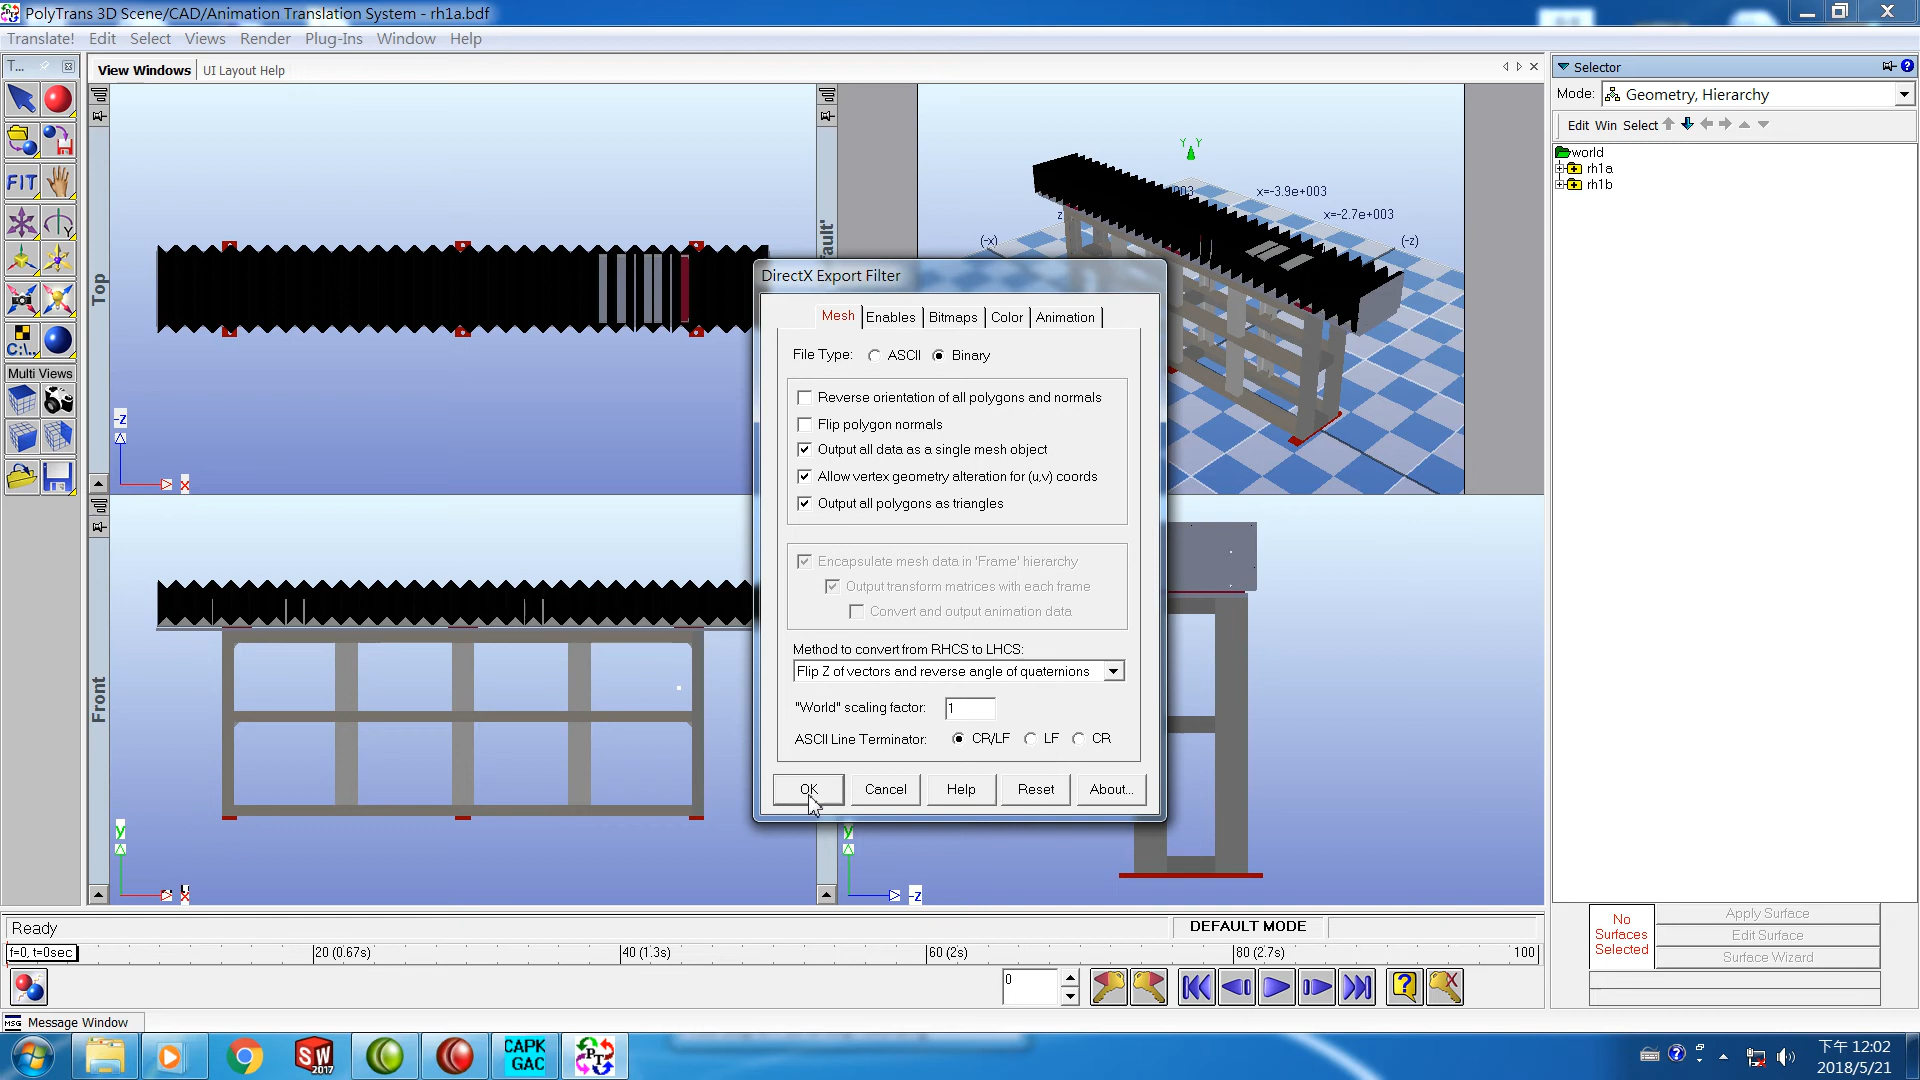 PolyTrans 3D Scene/CAD/Animation Translation System - rh1a.bdf
Translate! Edit Select Views Render Plug-Ins Window Help
T...
View Windows UI Layout Help
Selector
Mode: Geometry, Hierarchy
Edit Win Select
world
rh1a
rh1b
FIT
Y
C:\.
Multi Views
Top
-z
x
Front
y
x
Y Y
x=-3.9e+003
x=-2.7e+003
(-x)
(-z)
DirectX Export Filter
Mesh Enables Bitmaps Color Animation
File Type: ASCII Binary
Reverse orientation of all polygons and normals
Flip polygon normals
Output all data as a single mesh object
Allow vertex geometry alteration for (u,v) coords
Output all polygons as triangles
Encapsulate mesh data in 'Frame' hierarchy
Output transform matrices with each frame
Convert and output animation data
Method to convert from RHCS to LHCS:
Flip Z of vectors and reverse angle of quaternions
"World" scaling factor: 1
ASCII Line Terminator: CR/LF LF CR
OK Cancel Help Reset About...
y
-z
Ready
DEFAULT MODE
f=0, t=0sec 20 (0.67s) 40 (1.3s) 60 (2s) 80 (2.7s) 100
0
No
Surfaces
Selected
Apply Surface
Edit Surface
Surface Wizard
MSG Message Window
SW
2017
CAPK
GAC
PT
下午 12:02
2018/5/21